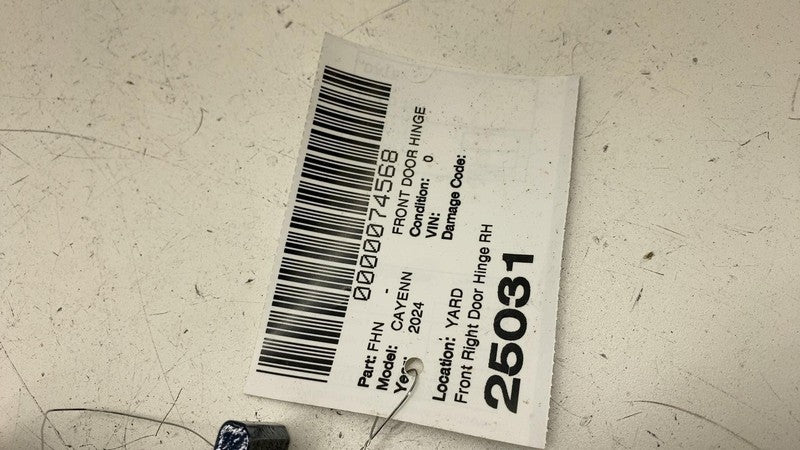 0000074568
Part: FHN - FRONT DOOR HINGE
Model: CAYENN Condition: 0
Year: 2024 VIN:
Damage Code:
Location: YARD
Front Right Door Hinge RH
25031